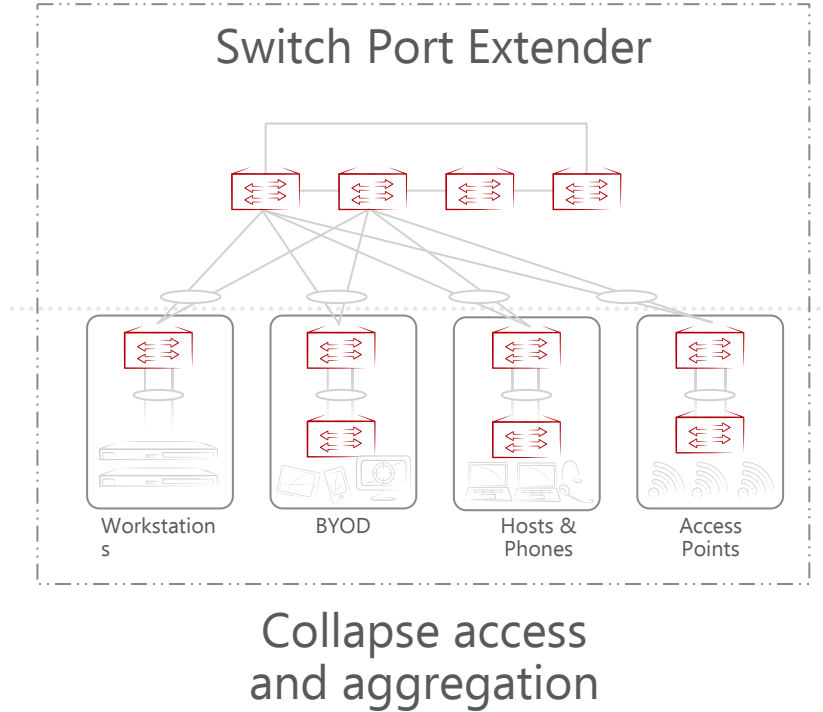 Switch Port Extender
Workstation
s
BYOD
Hosts &
Phones
Access
Points
Collapse access
and aggregation